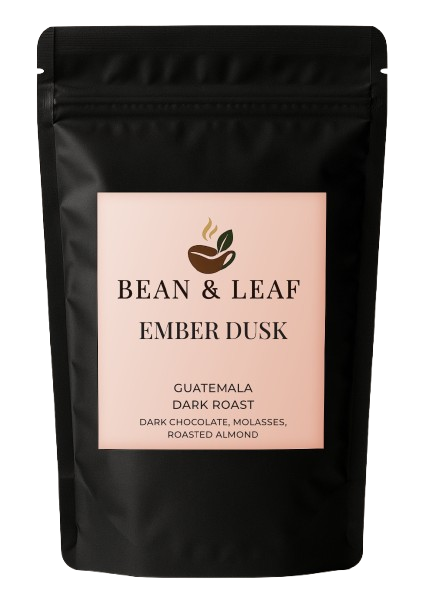 BEAN & LEAF
EMBER DUSK
GUATEMALA
DARK ROAST
DARK CHOCOLATE, MOLASSES,
ROASTED ALMOND